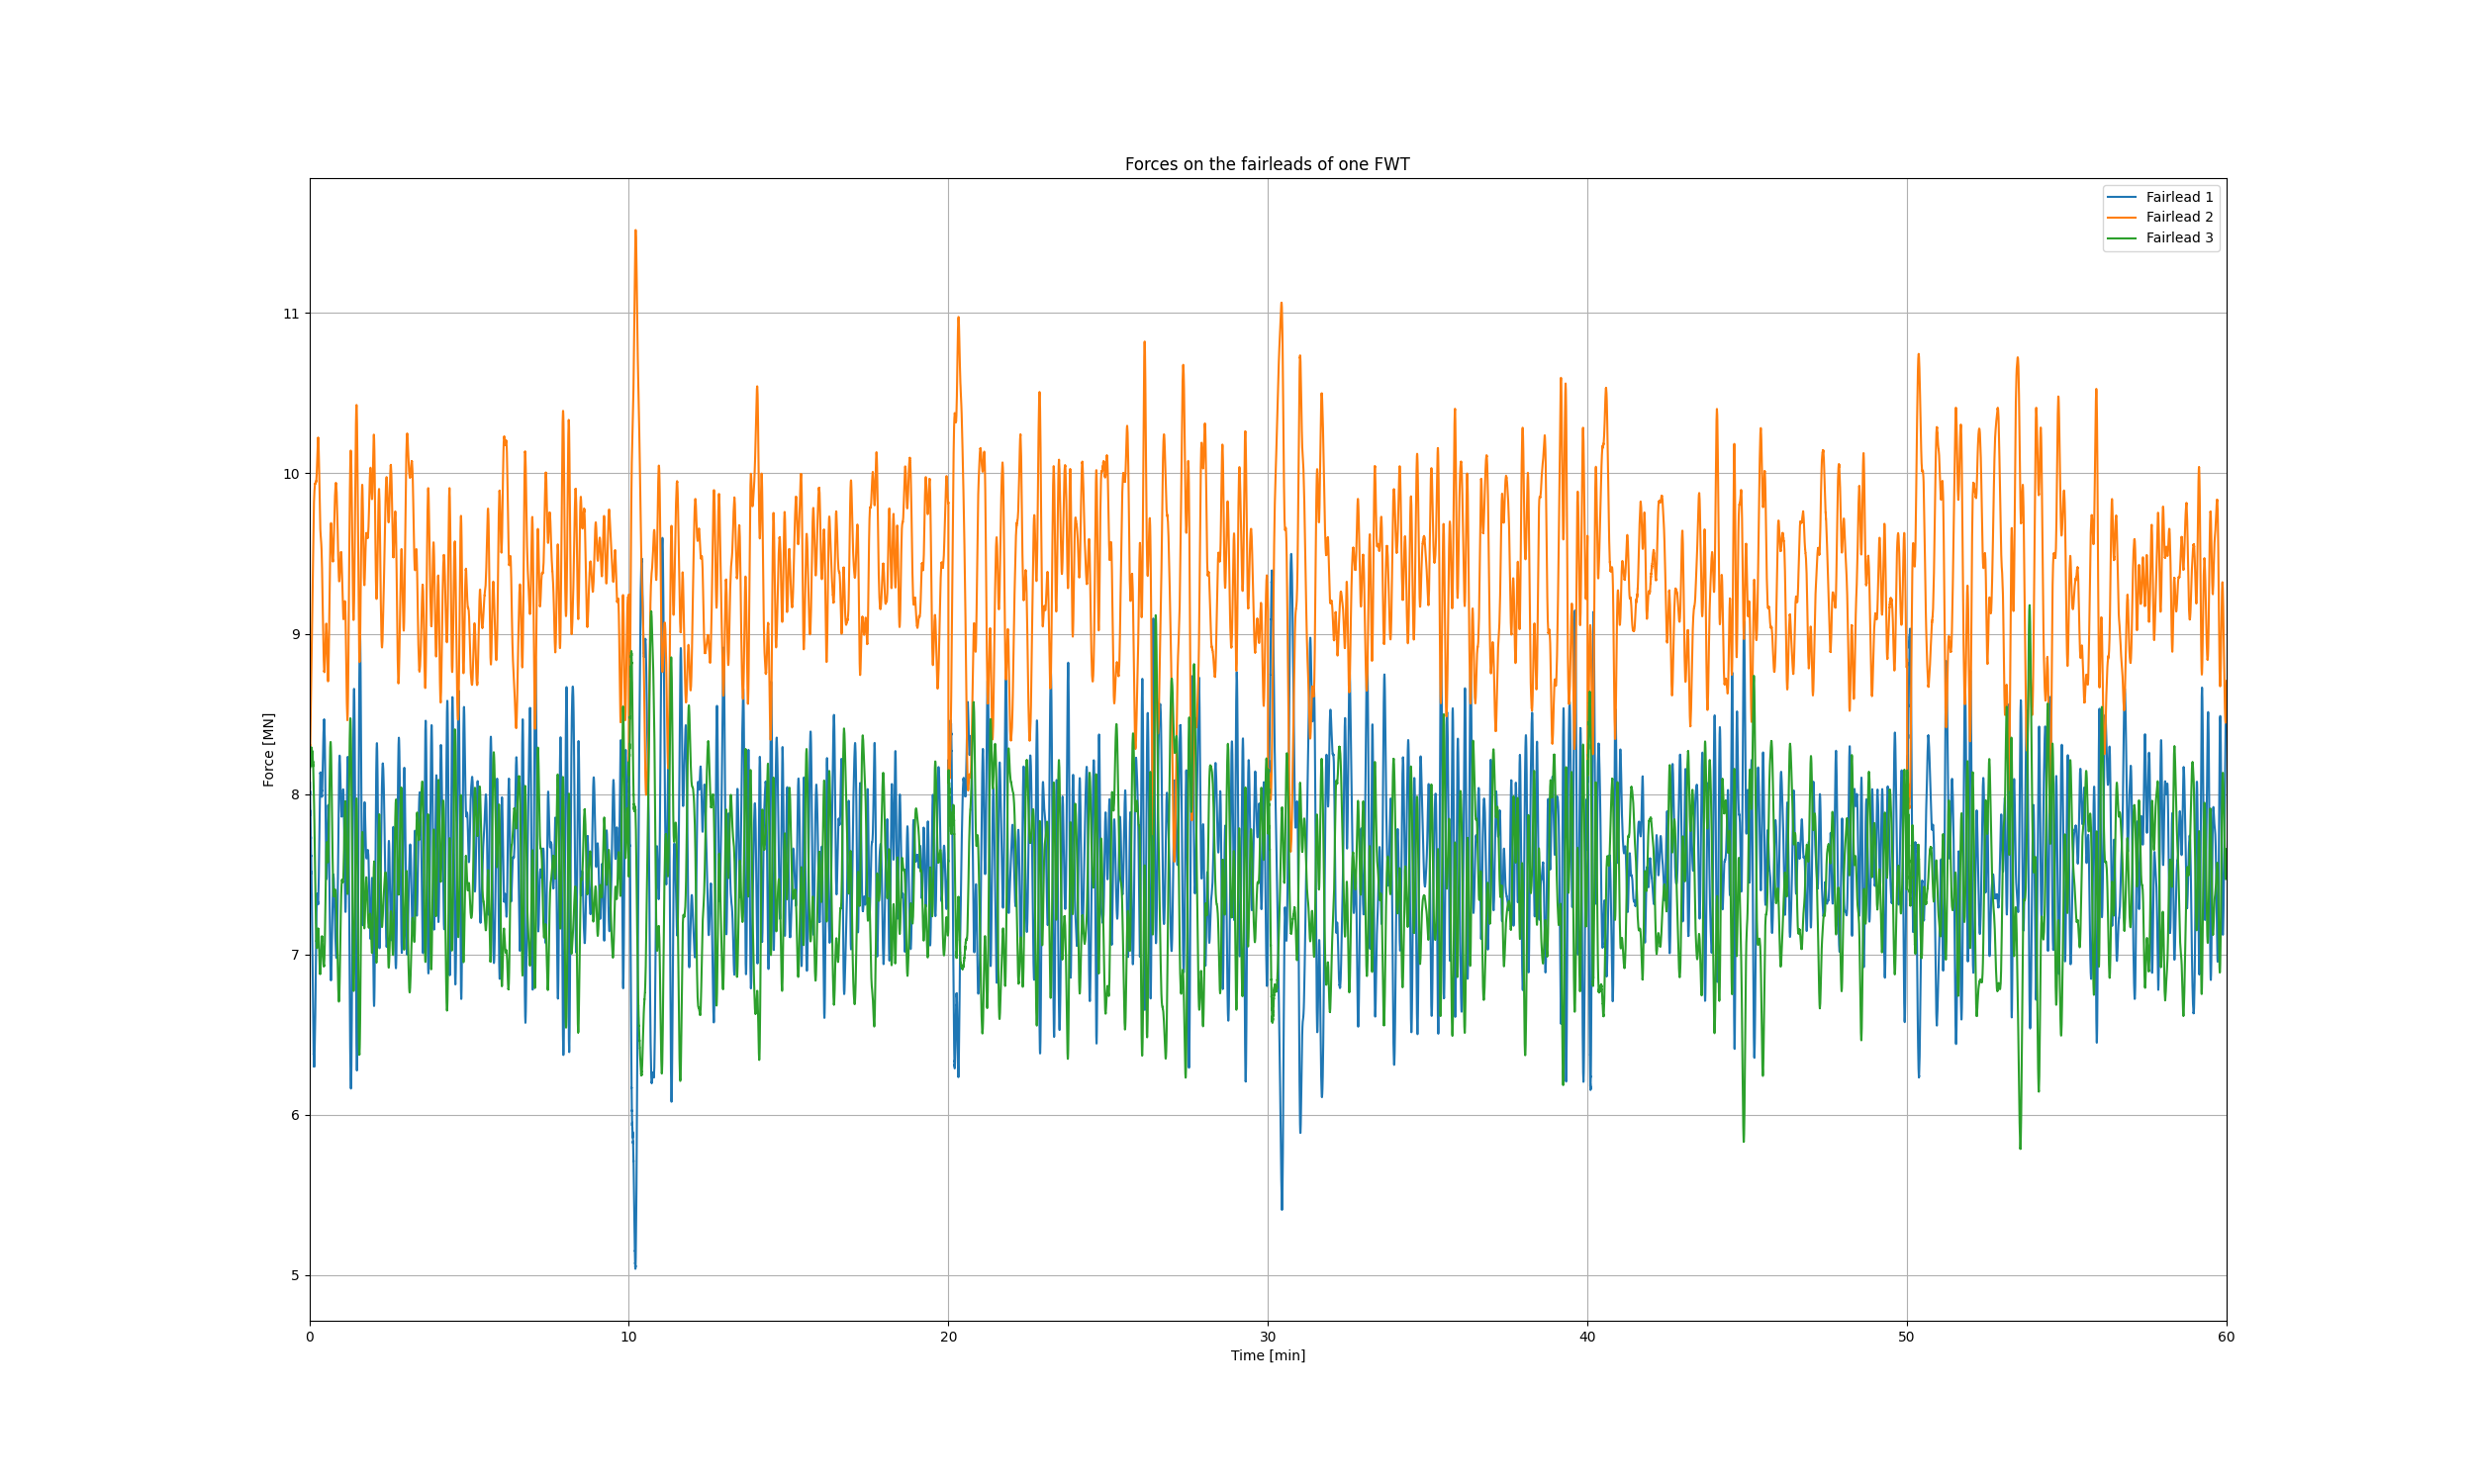 Forces on the fairleads of one FWT
Fairlead 1
Fairlead 2
Fairlead 3
Force [MN]
11
10
9
8
7
6
5
0 10 20 30 40 50 60
Time [min]